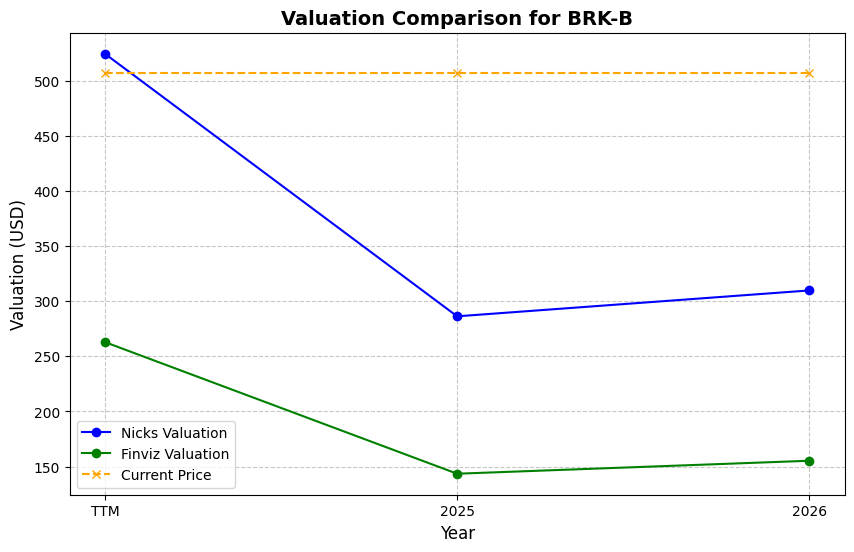 Valuation Comparison for BRK-B
Valuation (USD)
500
450
400
350
300
250
200
150
Nicks Valuation
Finviz Valuation
Current Price
TTM
2025
2026
Year